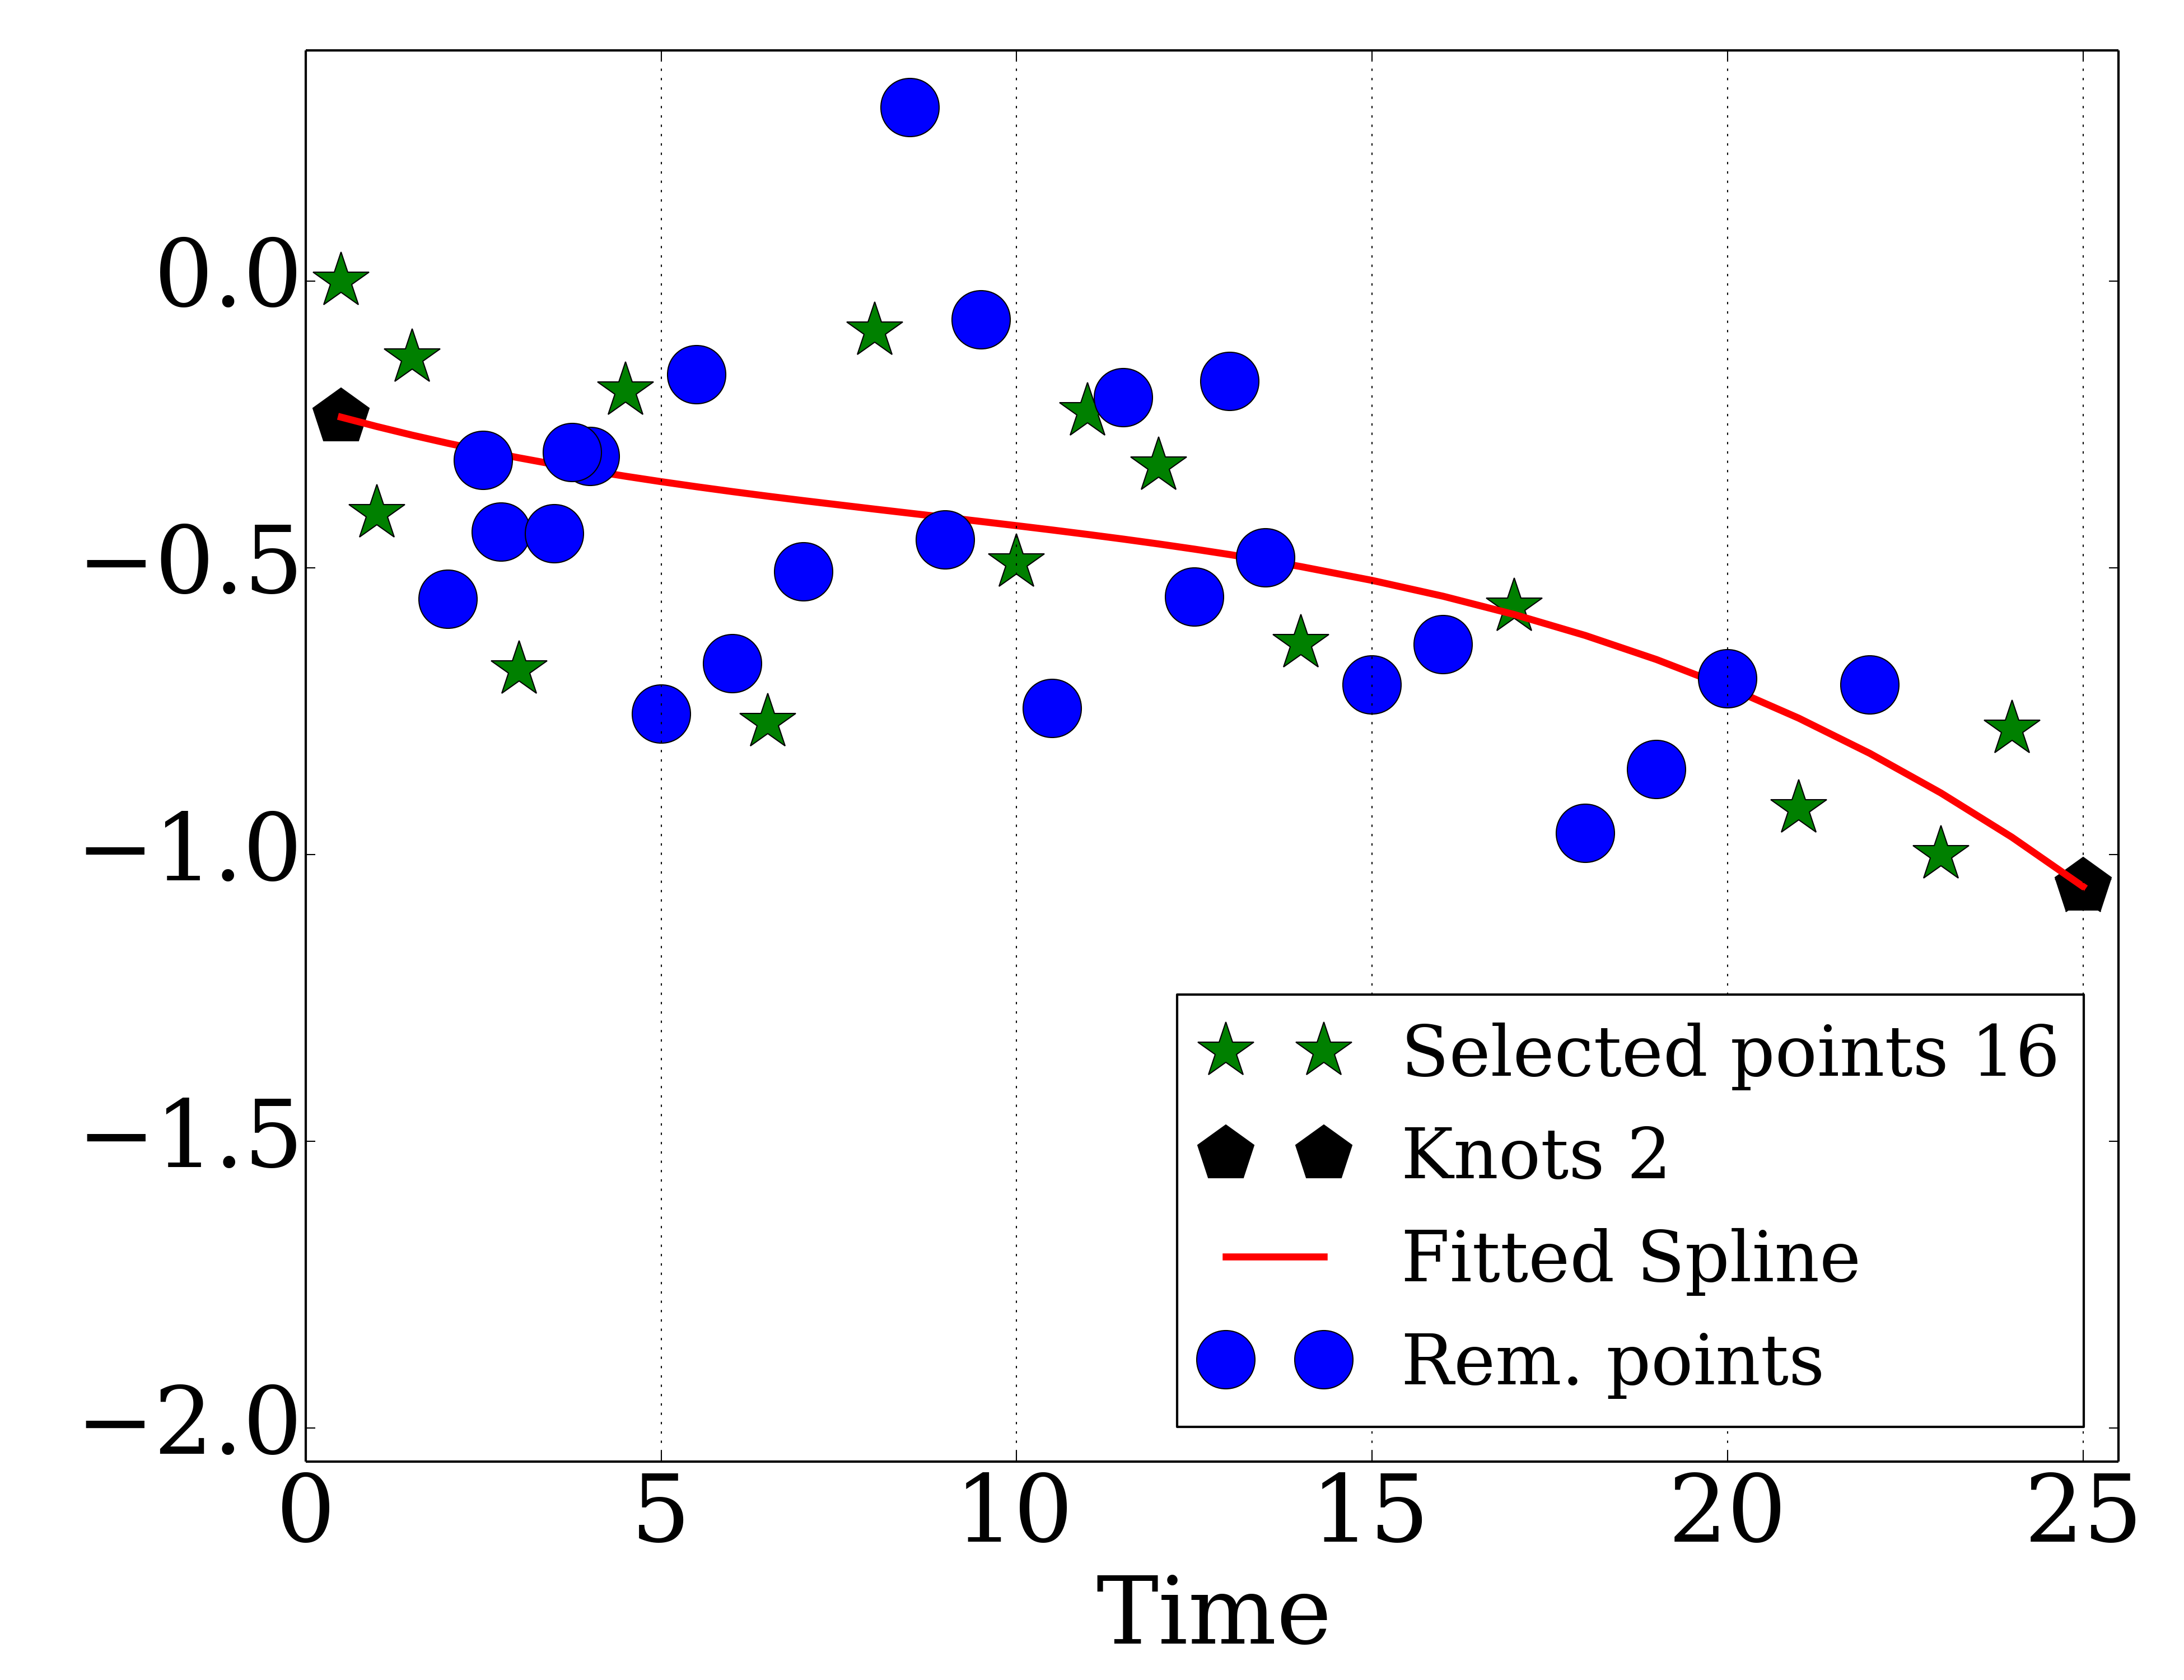 0.0
−0.5
−1.0
−1.5
−2.0
Selected points 16
Knots 2
Fitted Spline
Rem. points
0 5 10 15 20 25
Time